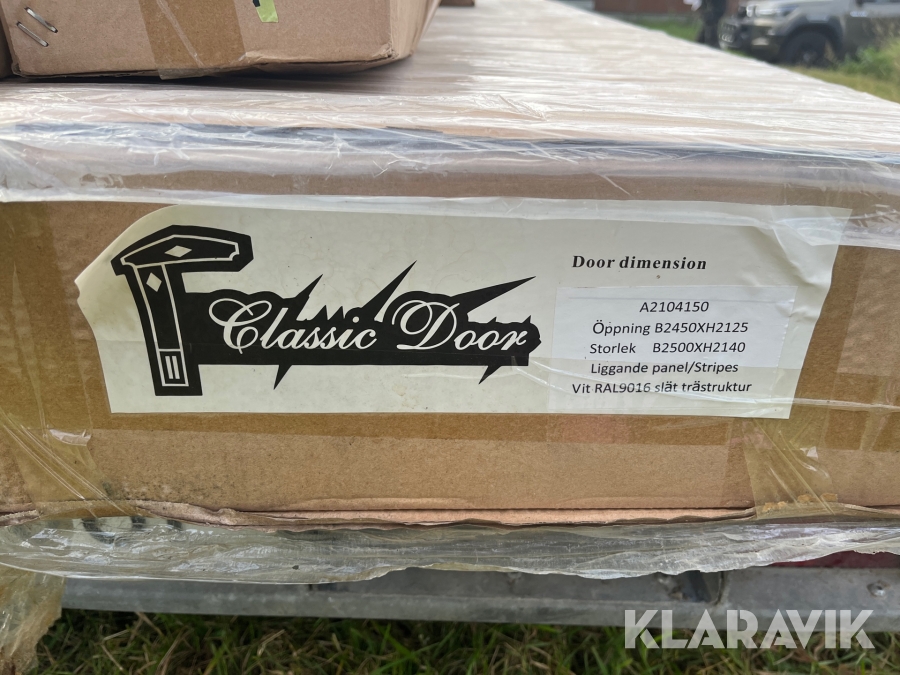 Classic Door
Door dimension
A2104150
Öppning B2450XH2125
Storlek B2500XH2140
Liggande panel/Stripes
Vit RAL9016 slät trästruktur
KLARAVIK